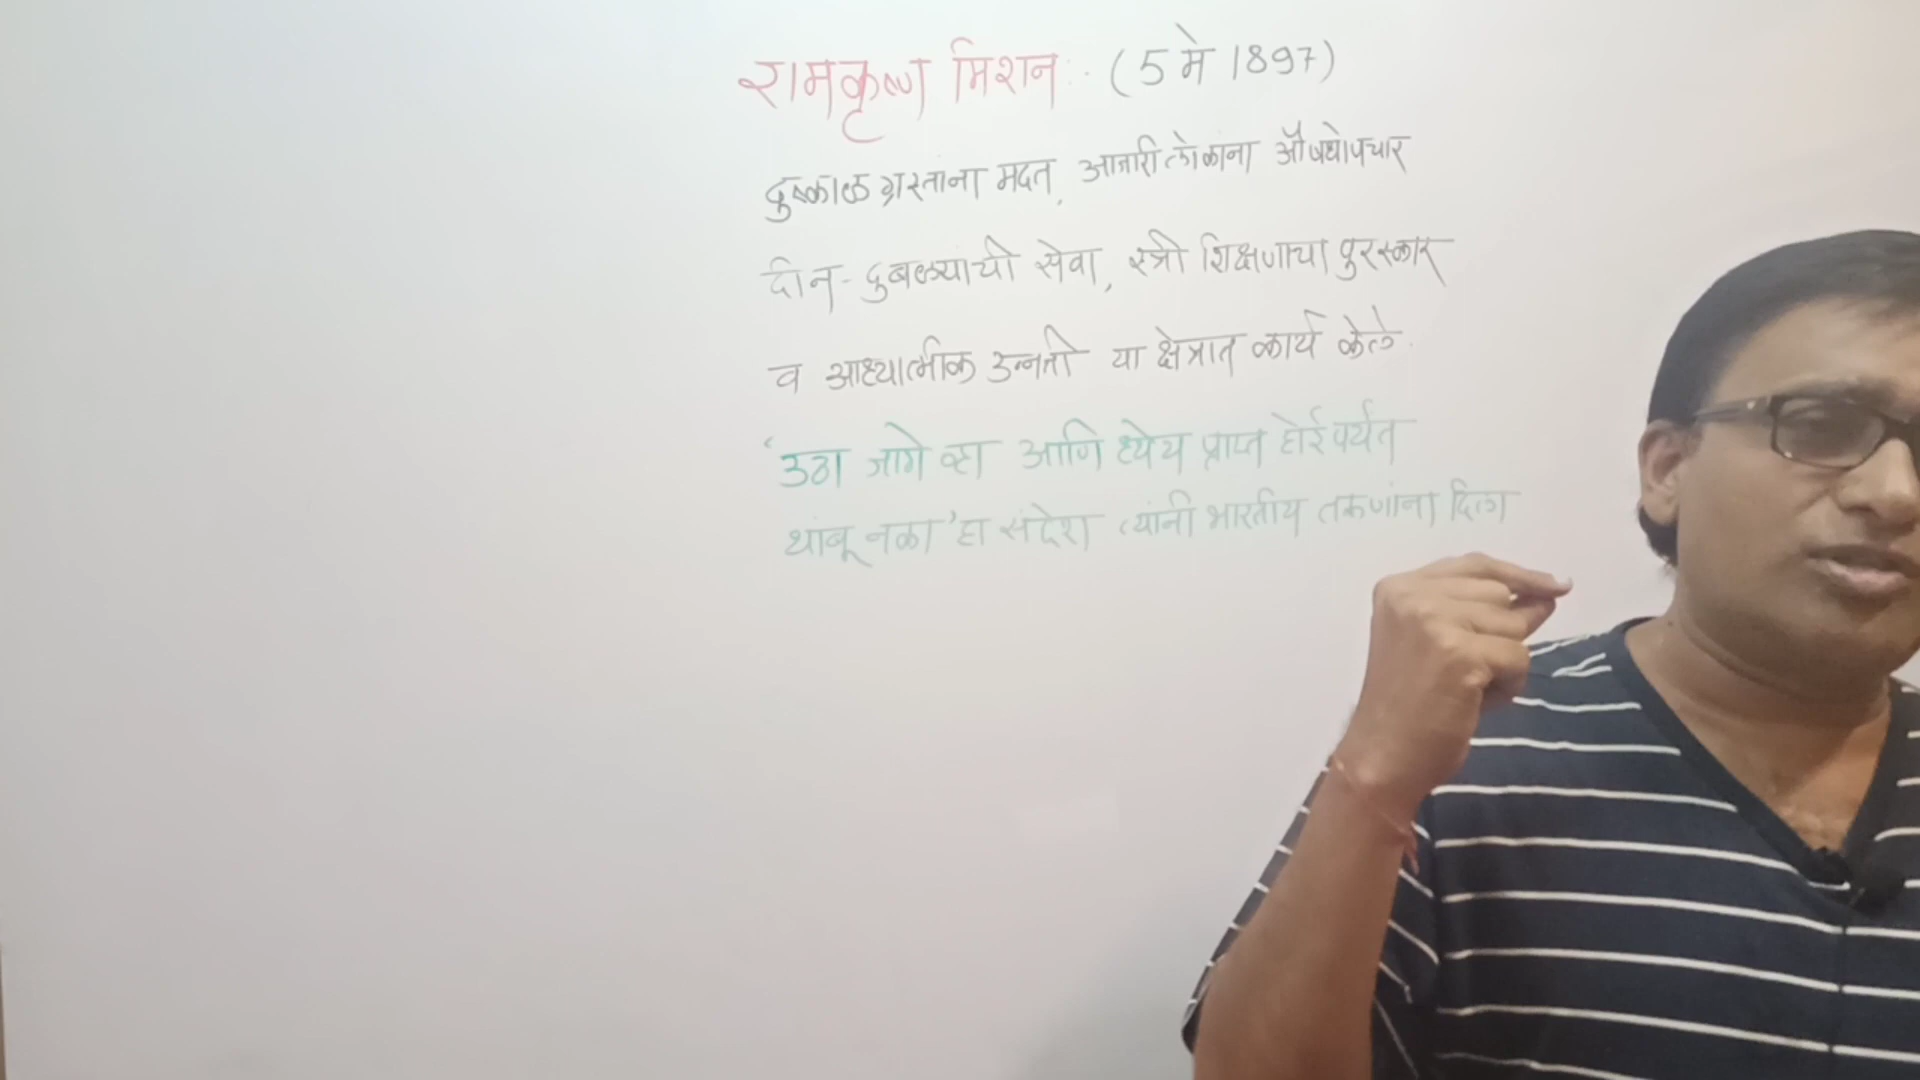 रामकृष्ण मिशन :- (5 मे 1897)
दुष्काळ ग्रस्तांना मदत, आजारी लोकांना औषधोपचार
दीन-दुबळ्यांची सेवा, स्त्री शिक्षणाचा पुरस्कार
व आध्यात्मीक उन्नती या क्षेत्रात कार्य केले.
'उठा जागे व्हा आणि ध्येय प्राप्त होईपर्यंत
थांबू नका' हा संदेश त्यांनी भारतीय तरुणांना दिला